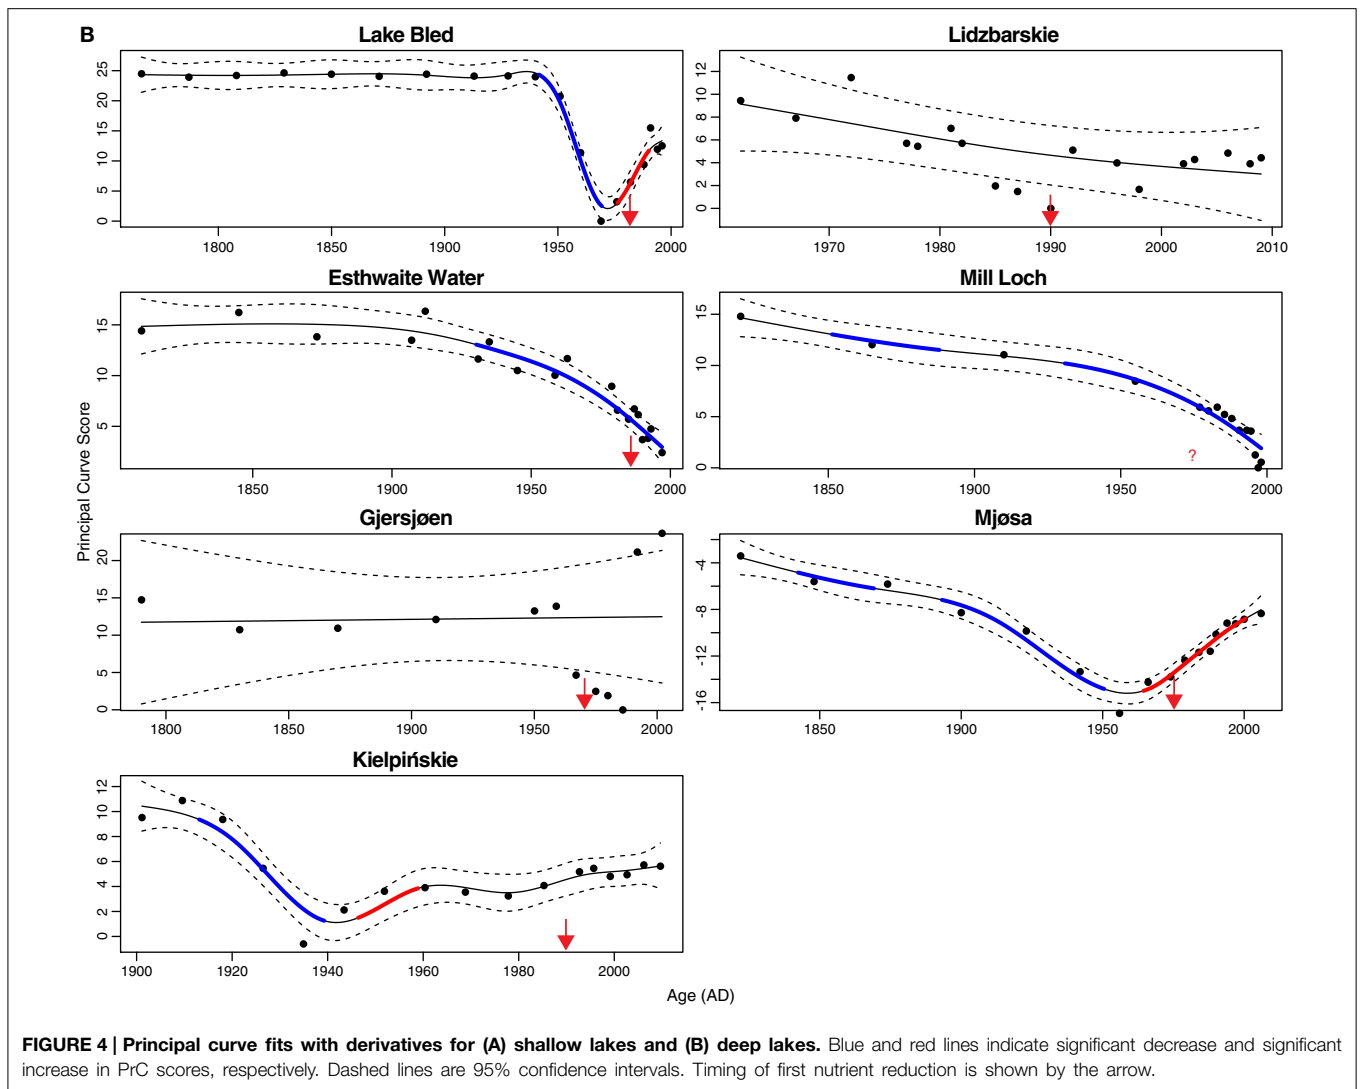 B
Lake Bled
Lidzbarskie
0 5 10 15 20 25
1800 1850 1900 1950 2000
0 2 4 6 8 10 12
1970 1980 1990 2000 2010
Esthwaite Water
Mill Loch
5 10 15
1850 1900 1950 2000
0 5 10 15
?
1850 1900 1950 2000
Principal Curve Score
Gjersjøen
Mjøsa
0 5 10 15 20
1800 1850 1900 1950 2000
-16 -12 -8 -4
1850 1900 1950 2000
Kielpińskie
0 2 4 6 8 10 12
1900 1920 1940 1960 1980 2000
Age (AD)
FIGURE 4 | Principal curve fits with derivatives for (A) shallow lakes and (B) deep lakes. Blue and red lines indicate significant decrease and significant
increase in PrC scores, respectively. Dashed lines are 95% confidence intervals. Timing of first nutrient reduction is shown by the arrow.